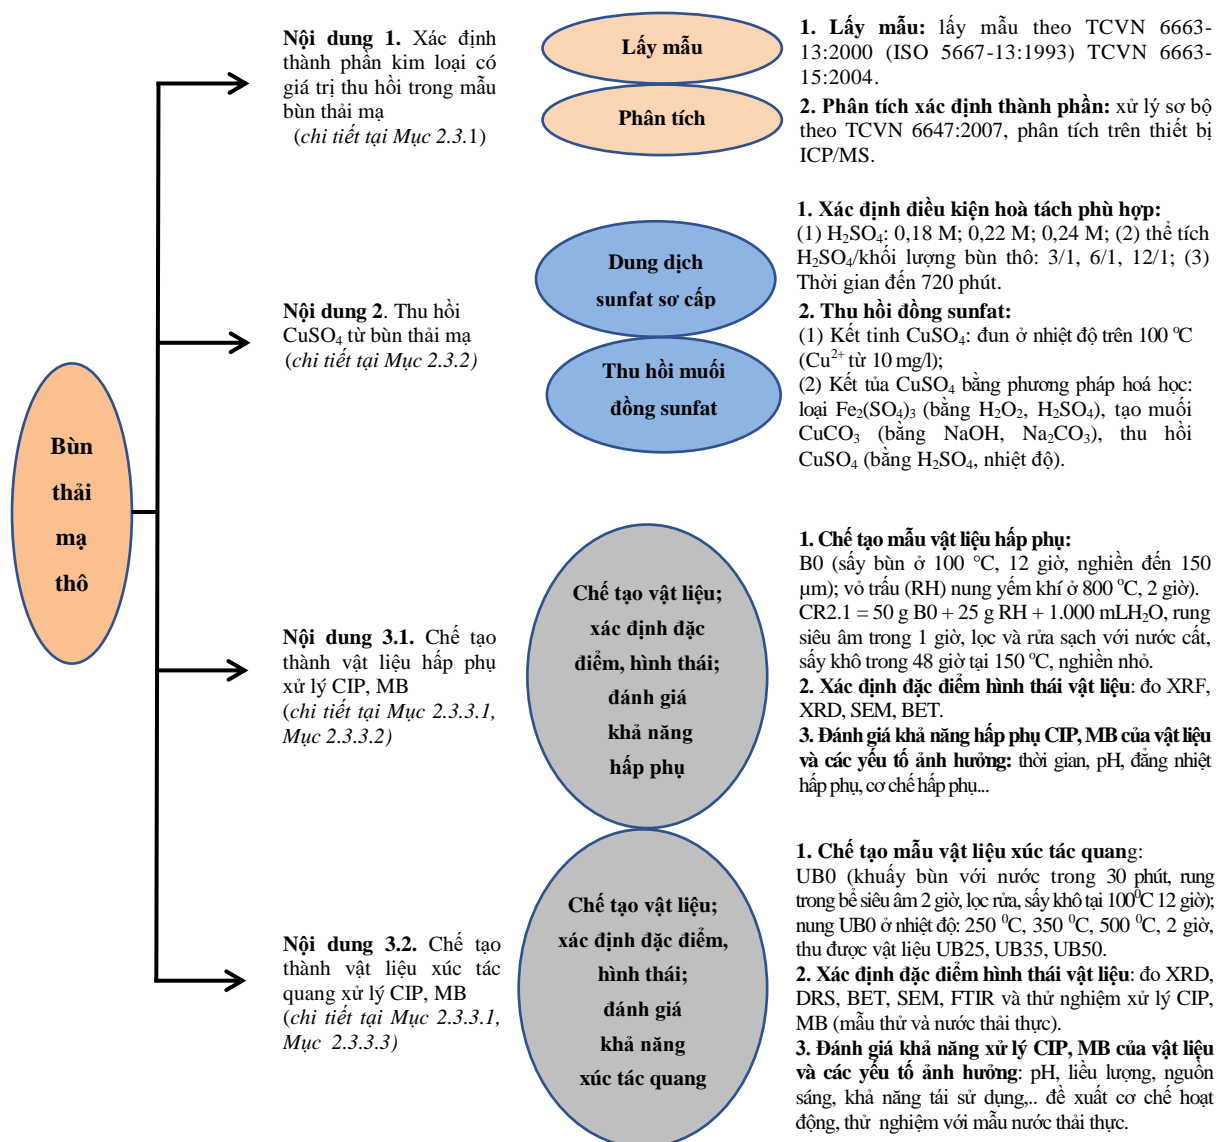 Bùn
thải
mạ
thô
Nội dung 1. Xác định
thành phần kim loại có
giá trị thu hồi trong mẫu
bùn thải mạ
(chi tiết tại Mục 2.3.1)
Lấy mẫu
Phân tích
1. Lấy mẫu: lấy mẫu theo TCVN 6663-
13:2000 (ISO 5667-13:1993) TCVN 6663-
15:2004.
2. Phân tích xác định thành phần: xử lý sơ bộ
theo TCVN 6647:2007, phân tích trên thiết bị
ICP/MS.
Nội dung 2. Thu hồi
CuSO₄ từ bùn thải mạ
(chi tiết tại Mục 2.3.2)
Dung dịch
sunfat sơ cấp
Thu hồi muối
đồng sunfat
1. Xác định điều kiện hoà tách phù hợp:
(1) H₂SO₄: 0,18 M; 0,22 M; 0,24 M; (2) thể tích
H₂SO₄/khối lượng bùn thô: 3/1, 6/1, 12/1; (3)
Thời gian đến 720 phút.
2. Thu hồi đồng sunfat:
(1) Kết tinh CuSO₄: đun ở nhiệt độ trên 100 °C
(Cu²⁺ từ 10 mg/l);
(2) Kết tủa CuSO₄ bằng phương pháp hoá học:
loại Fe₂(SO₄)₃ (bằng H₂O₂, H₂SO₄), tạo muối
CuCO₃ (bằng NaOH, Na₂CO₃), thu hồi
CuSO₄ (bằng H₂SO₄, nhiệt độ).
Nội dung 3.1. Chế tạo
thành vật liệu hấp phụ
xử lý CIP, MB
(chi tiết tại Mục 2.3.3.1,
Mục 2.3.3.2)
Chế tạo vật liệu;
xác định đặc
điểm, hình thái;
đánh giá
khả năng
hấp phụ
1. Chế tạo mẫu vật liệu hấp phụ:
B0 (sấy bùn ở 100 °C, 12 giờ, nghiền đến 150
µm); vỏ trấu (RH) nung yếm khí ở 800 °C, 2 giờ).
CR2.1 = 50 g B0 + 25 g RH + 1.000 mLH₂O, rung
siêu âm trong 1 giờ, lọc và rửa sạch với nước cất,
sấy khô trong 48 giờ tại 150 °C, nghiền nhỏ.
2. Xác định đặc điểm hình thái vật liệu: đo XRF,
XRD, SEM, BET.
3. Đánh giá khả năng hấp phụ CIP, MB của vật liệu
và các yếu tố ảnh hưởng: thời gian, pH, đẳng nhiệt
hấp phụ, cơ chế hấp phụ...
Nội dung 3.2. Chế tạo
thành vật liệu xúc tác
quang xử lý CIP, MB
(chi tiết tại Mục 2.3.3.1,
Mục 2.3.3.3)
Chế tạo vật liệu;
xác định đặc điểm,
hình thái;
đánh giá
khả năng
xúc tác quang
1. Chế tạo mẫu vật liệu xúc tác quang:
UB0 (khuấy bùn với nước trong 30 phút, rung
trong bể siêu âm 2 giờ, lọc rửa, sấy khô tại 100⁰C 12 giờ);
nung UB0 ở nhiệt độ: 250 ⁰C, 350 ⁰C, 500 ⁰C, 2 giờ,
thu được vật liệu UB25, UB35, UB50.
2. Xác định đặc điểm hình thái vật liệu: đo XRD,
DRS, BET, SEM, FTIR và thử nghiệm xử lý CIP,
MB (mẫu thử và nước thải thực).
3. Đánh giá khả năng xử lý CIP, MB của vật liệu
và các yếu tố ảnh hưởng: pH, liều lượng, nguồn
sáng, khả năng tái sử dụng,.. đề xuất cơ chế hoạt
động, thử nghiệm với mẫu nước thải thực.